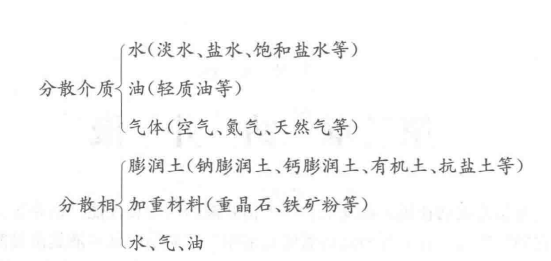 水(淡水、盐水、饱和盐水等)
分散介质 油(轻质油等)
气体(空气、氮气、天然气等)
膨润土(钠膨润土、钙膨润土、有机土、抗盐土等)
分散相 加重材料(重晶石、铁矿粉等)
水、气、油